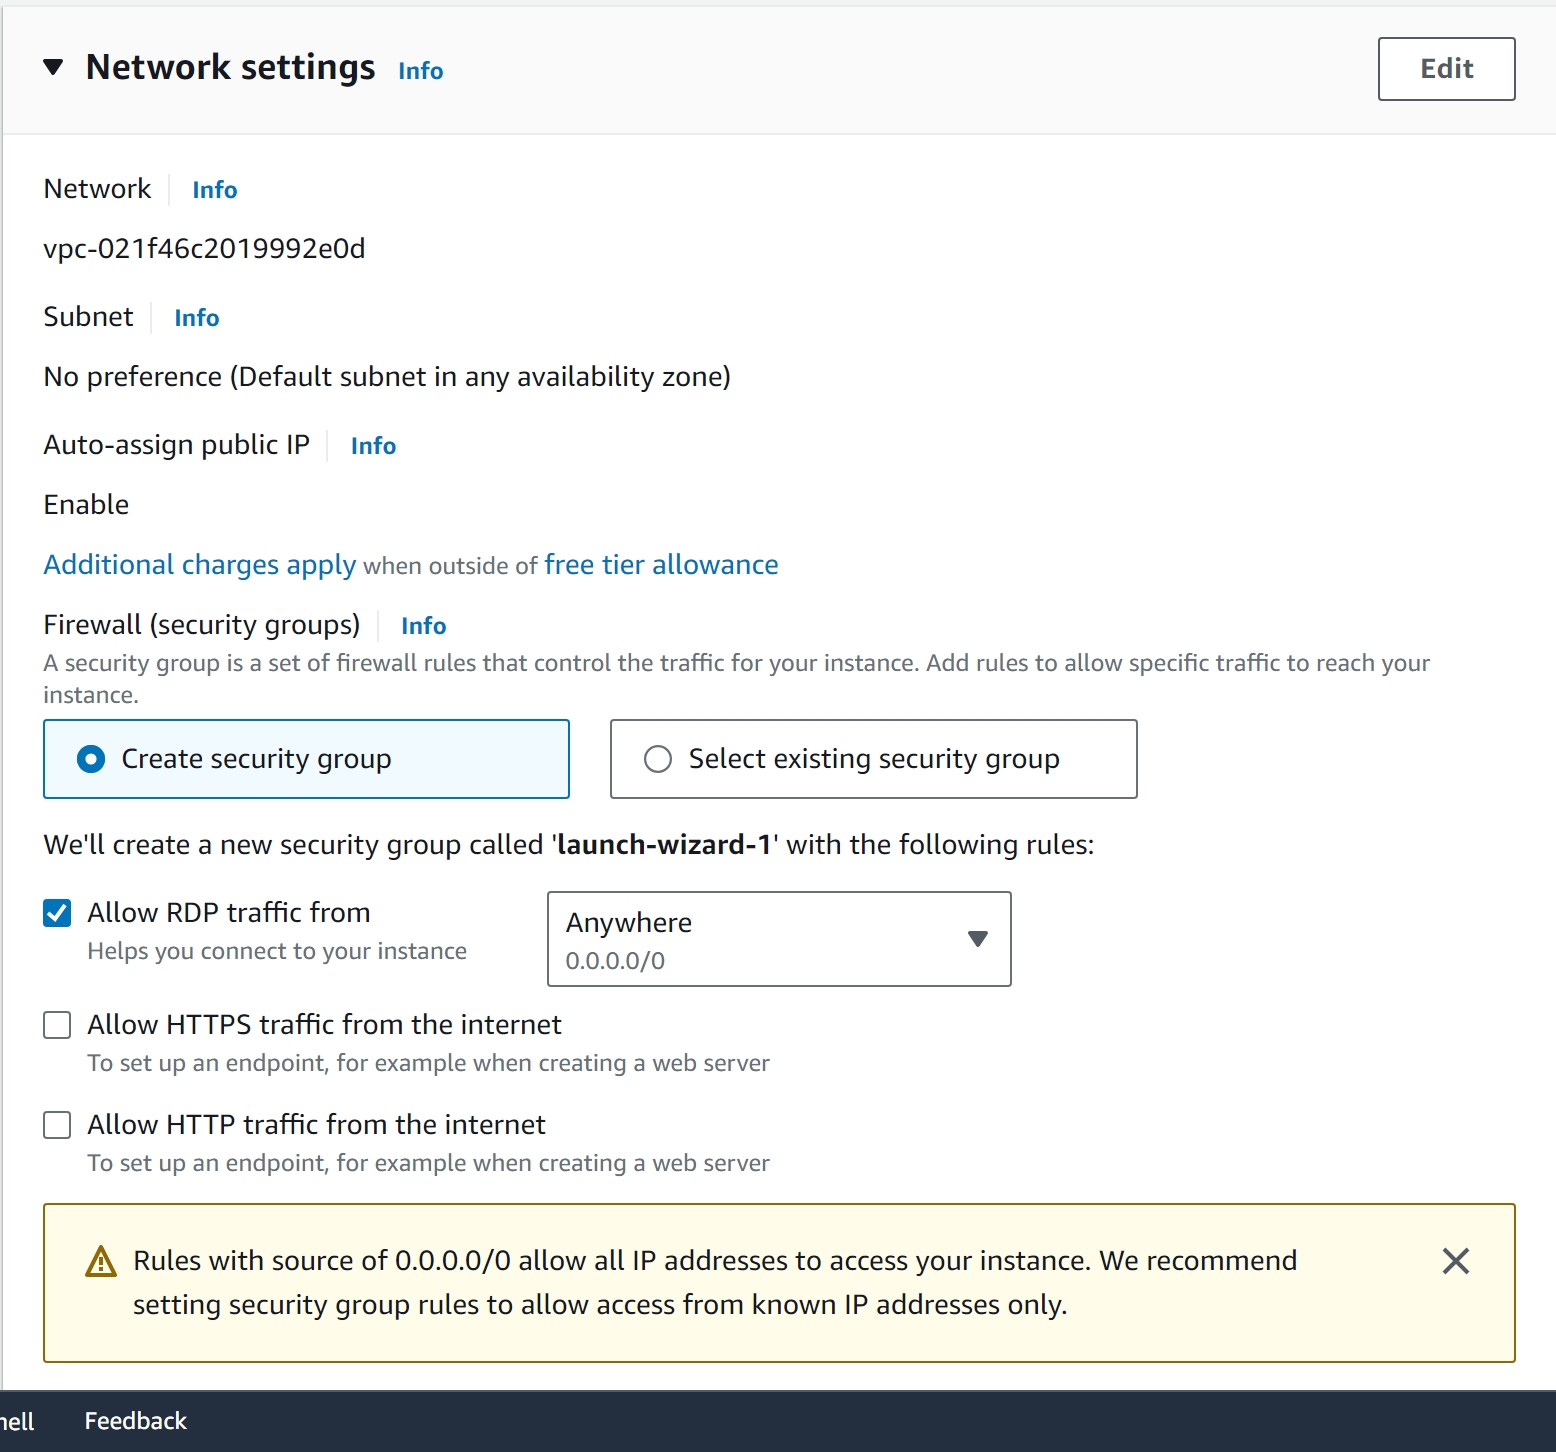 Network settings Info Edit
Network Info
vpc-021f46c2019992e0d
Subnet Info
No preference (Default subnet in any availability zone)
Auto-assign public IP Info
Enable
Additional charges apply when outside of free tier allowance
Firewall (security groups) Info
A security group is a set of firewall rules that control the traffic for your instance. Add rules to allow specific traffic to reach your
instance.
Create security group Select existing security group
We'll create a new security group called 'launch-wizard-1' with the following rules:
Allow RDP traffic from
Helps you connect to your instance
Anywhere
0.0.0.0/0
Allow HTTPS traffic from the internet
To set up an endpoint, for example when creating a web server
Allow HTTP traffic from the internet
To set up an endpoint, for example when creating a web server
Rules with source of 0.0.0.0/0 allow all IP addresses to access your instance. We recommend
setting security group rules to allow access from known IP addresses only.
Feedback